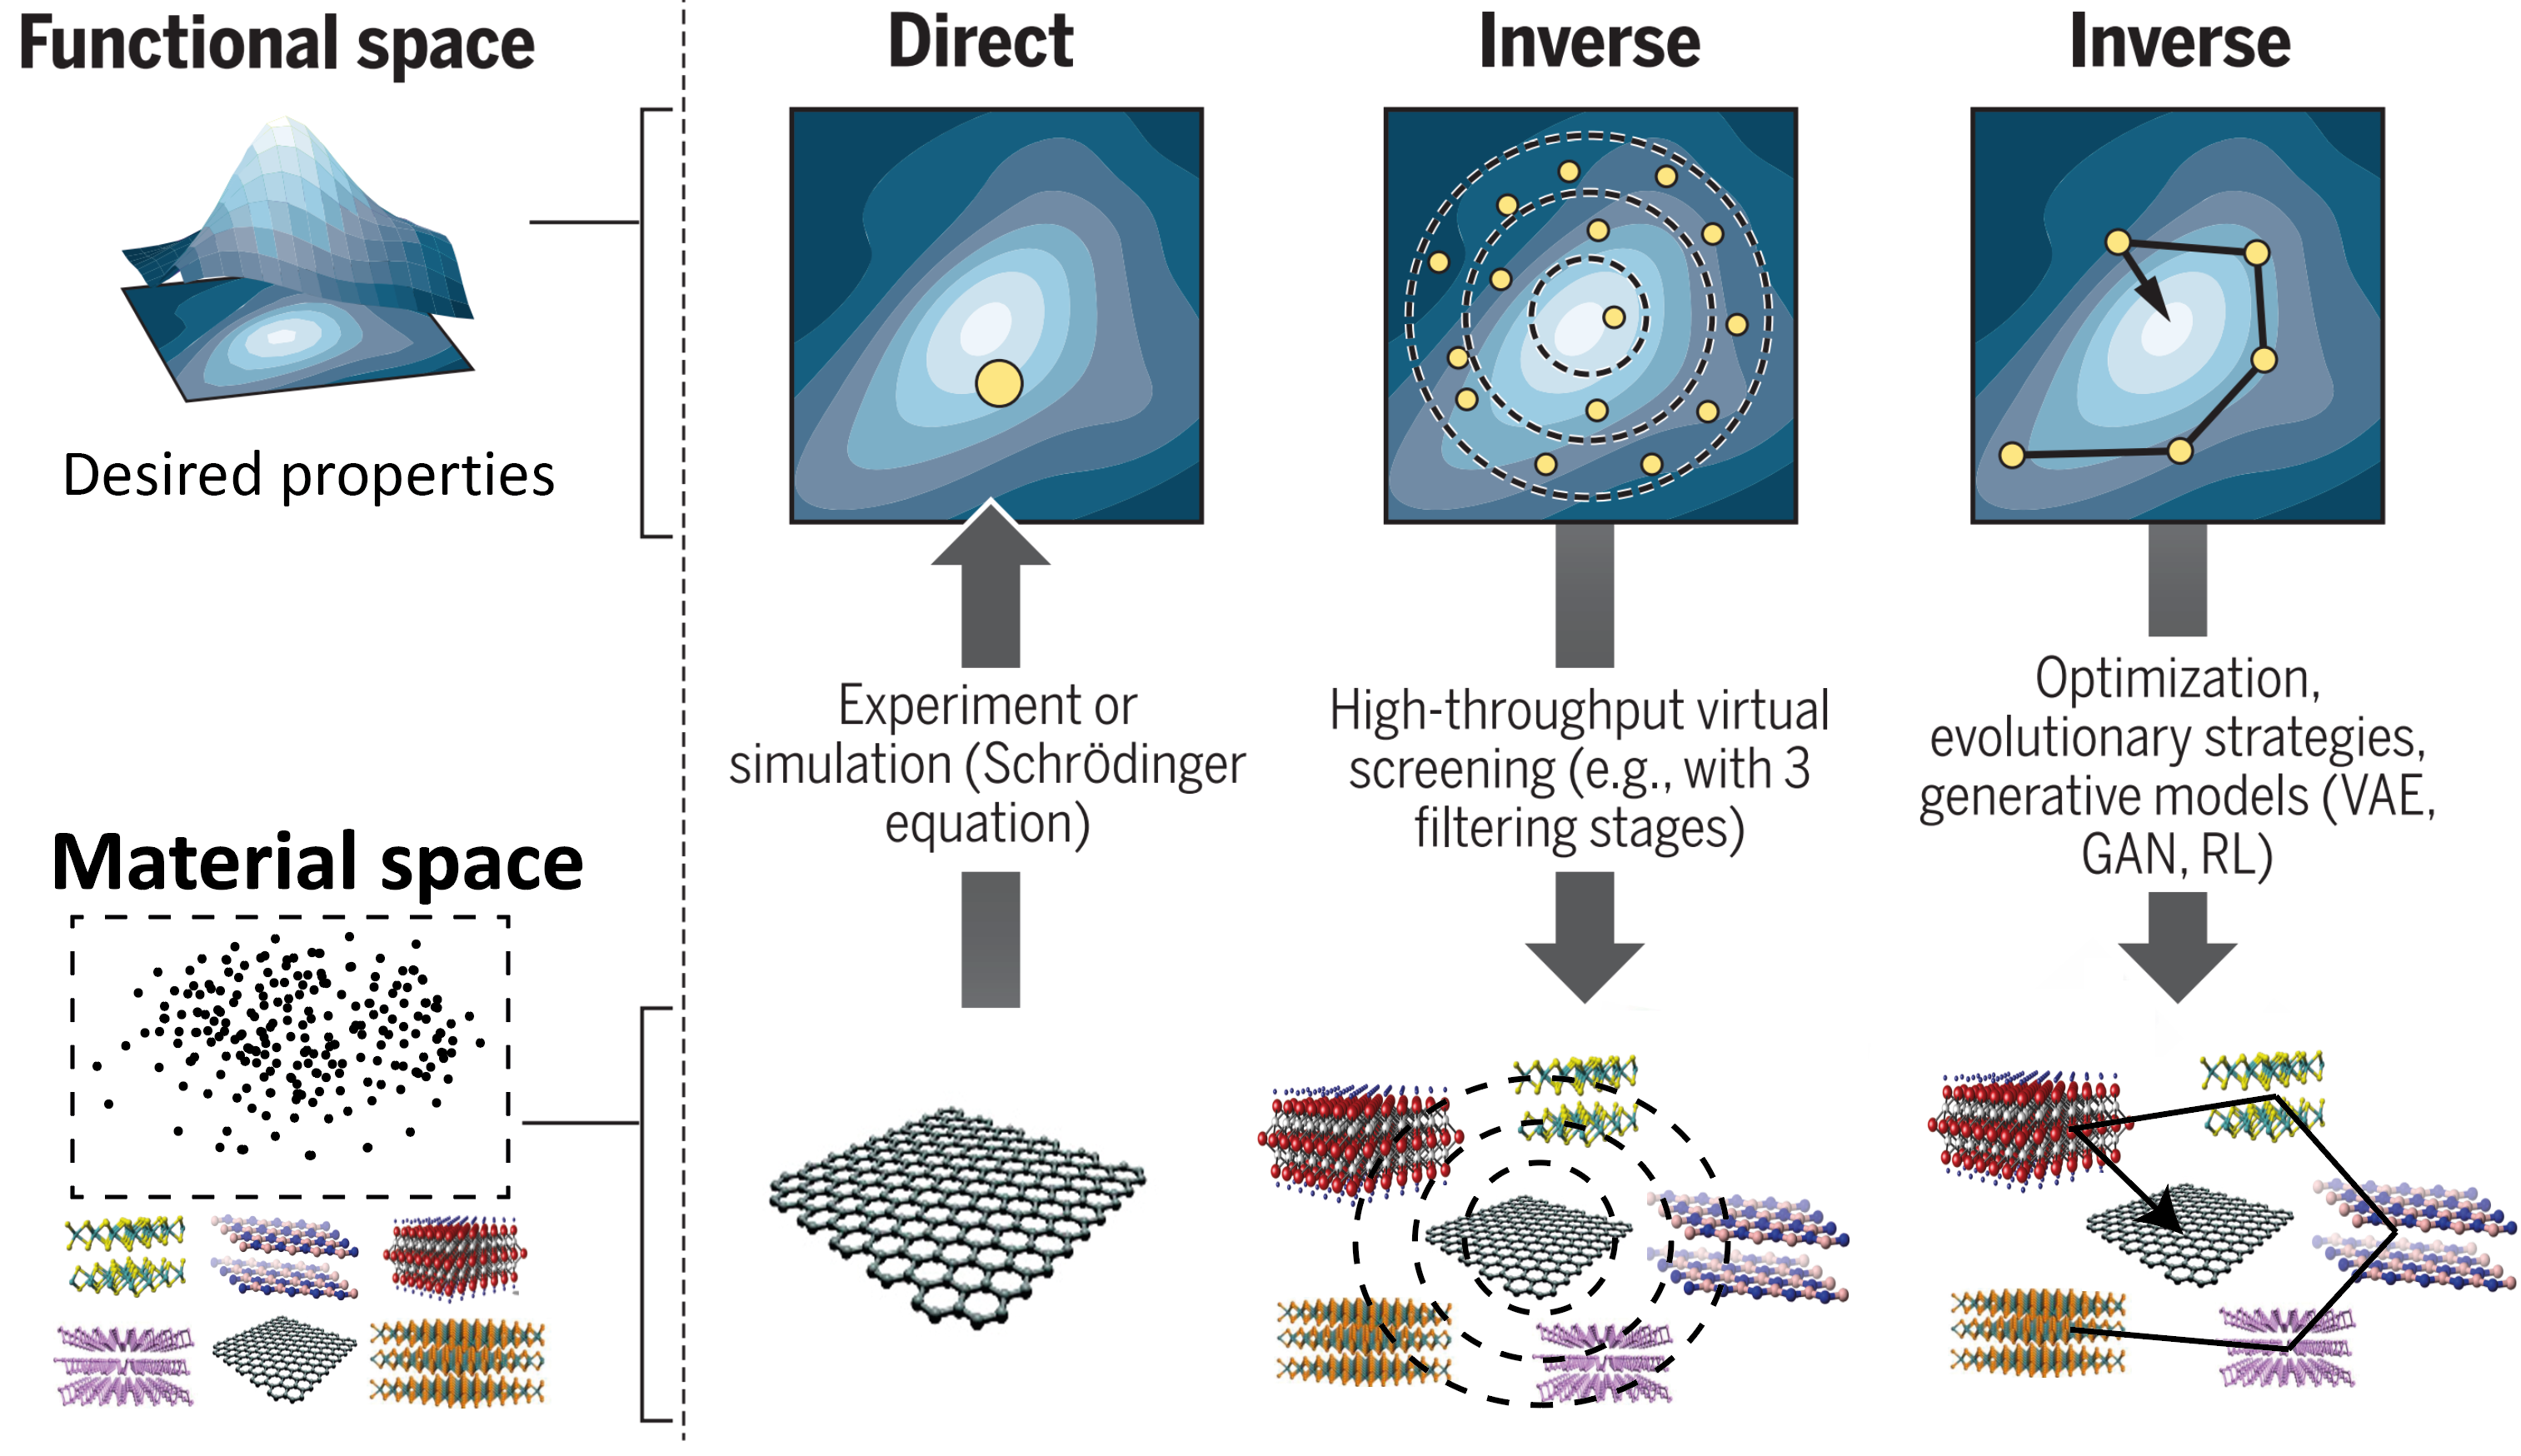 Functional space
Desired properties
Material space
Direct
Experiment or
simulation (Schrödinger
equation)
Inverse
High-throughput virtual
screening (e.g., with 3
filtering stages)
Inverse
Optimization,
evolutionary strategies,
generative models (VAE,
GAN, RL)